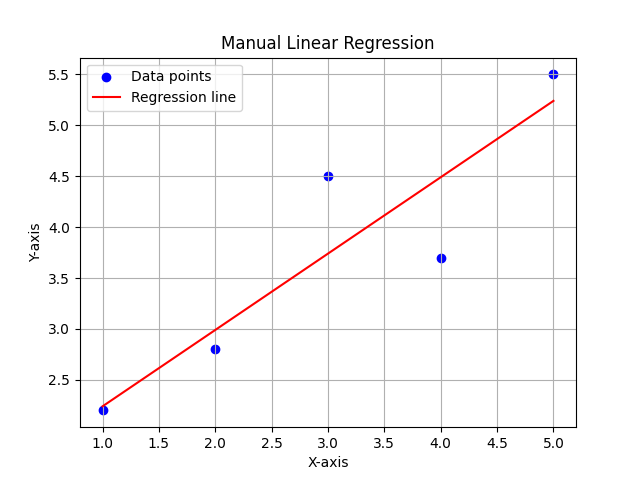 Manual Linear Regression
Data points
Regression line
5.5
5.0
4.5
4.0
3.5
3.0
2.5
Y-axis
1.0 1.5 2.0 2.5 3.0 3.5 4.0 4.5 5.0
X-axis